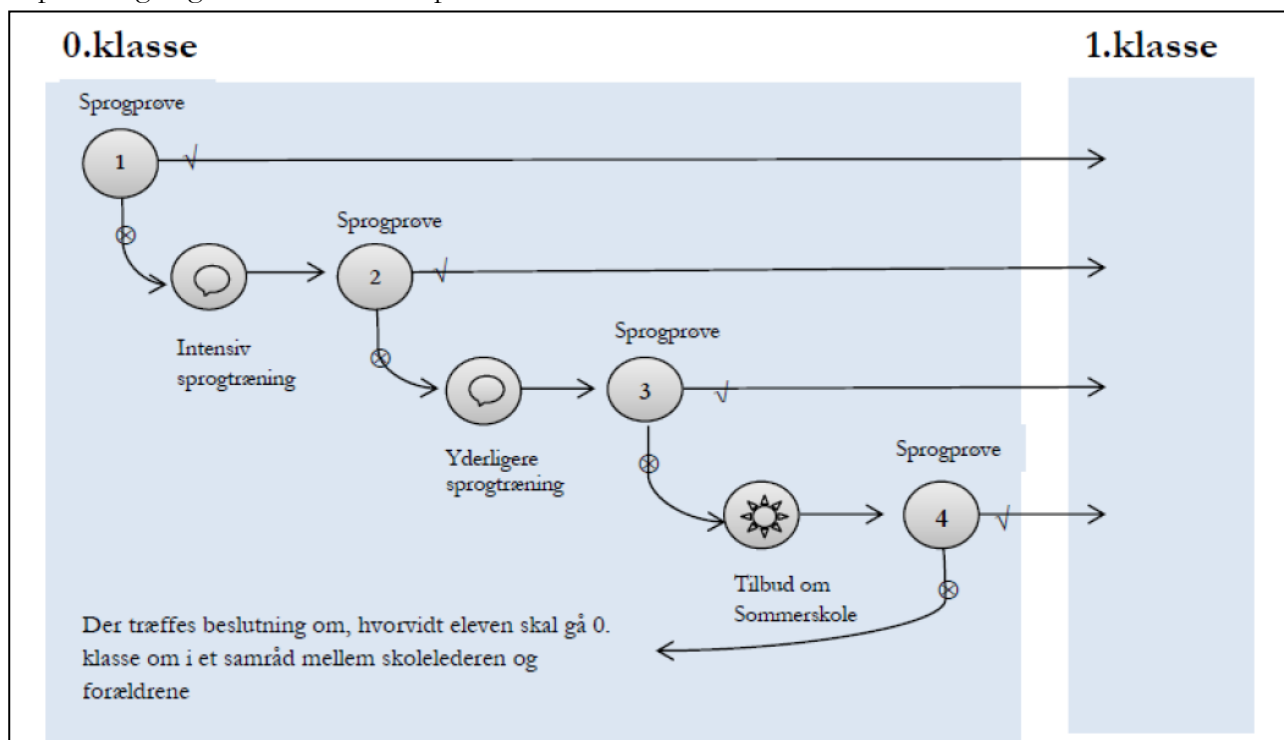 0.klasse
1.klasse
Sprogprøve
1
√
Sprogprøve
2
√
Intensiv
sprogtræning
Sprogprøve
3
√
Yderligere
sprogtræning
Sprogprøve
4
√
Tilbud om
Sommerskole
Der træffes beslutning om, hvorvidt eleven skal gå 0.
klasse om i et samråd mellem skolelederen og
forældrene